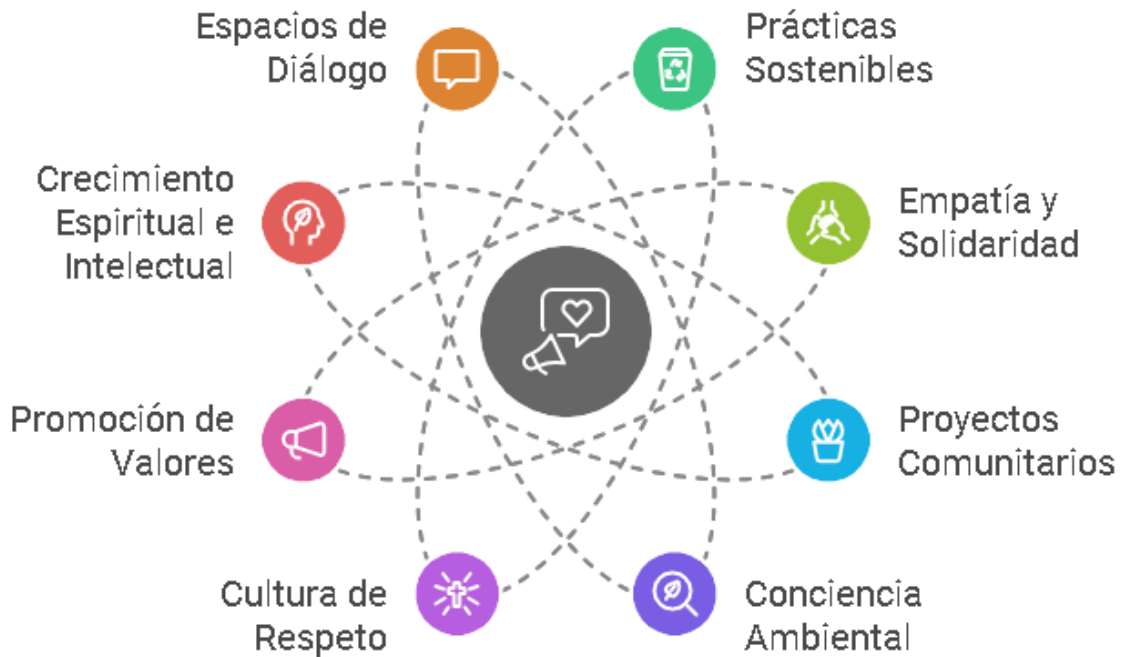 Espacios de
Diálogo
Prácticas
Sostenibles
Crecimiento
Espiritual e
Intelectual
Empatía y
Solidaridad
Promoción de
Valores
Proyectos
Comunitarios
Cultura de
Respeto
Conciencia
Ambiental